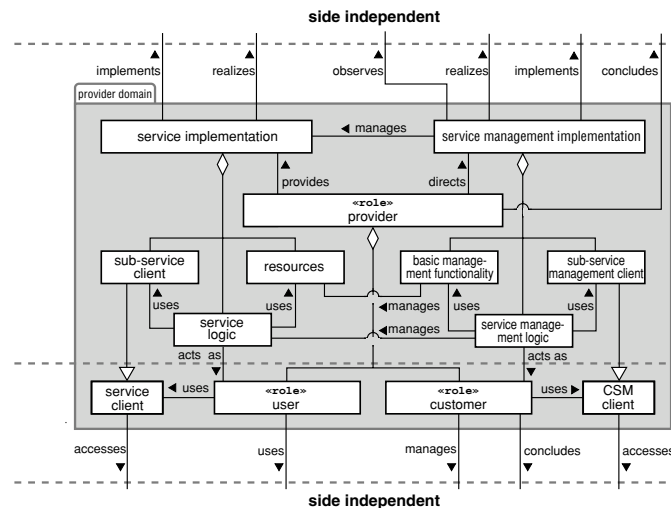 side independent
implements
realizes
observes
realizes
implements
concludes
provider domain
service implementation
manages
service management implementation
provides
directs
«role»
provider
sub-service
client
resources
basic manage-
ment functionality
sub-service
management client
uses
uses
manages
uses
uses
service
logic
manages
service manage-
ment logic
acts as
acts as
service
client
uses
«role»
user
«role»
customer
uses
CSM
client
accesses
uses
manages
concludes
accesses
side independent